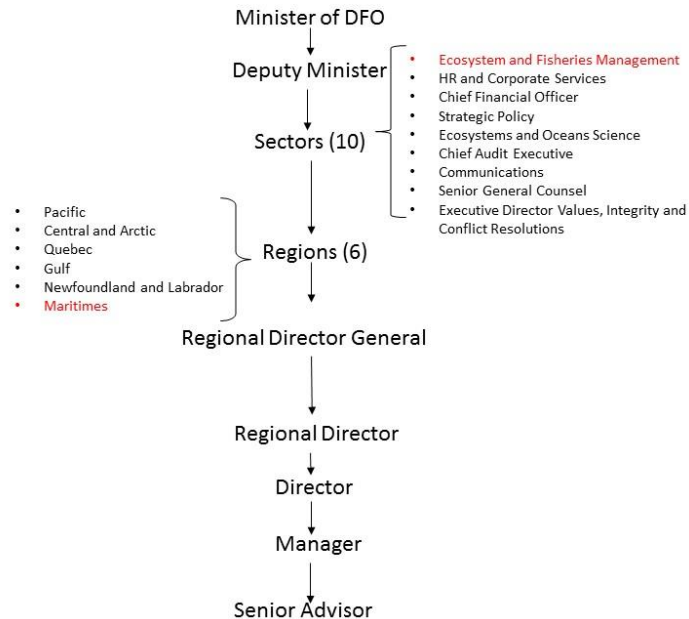 Minister of DFO
Deputy Minister
Sectors (10)
• Ecosystem and Fisheries Management
• HR and Corporate Services
• Chief Financial Officer
• Strategic Policy
• Ecosystems and Oceans Science
• Chief Audit Executive
• Communications
• Senior General Counsel
• Executive Director Values, Integrity and
Conflict Resolutions
Regions (6)
• Pacific
• Central and Arctic
• Quebec
• Gulf
• Newfoundland and Labrador
• Maritimes
Regional Director General
Regional Director
Director
Manager
Senior Advisor